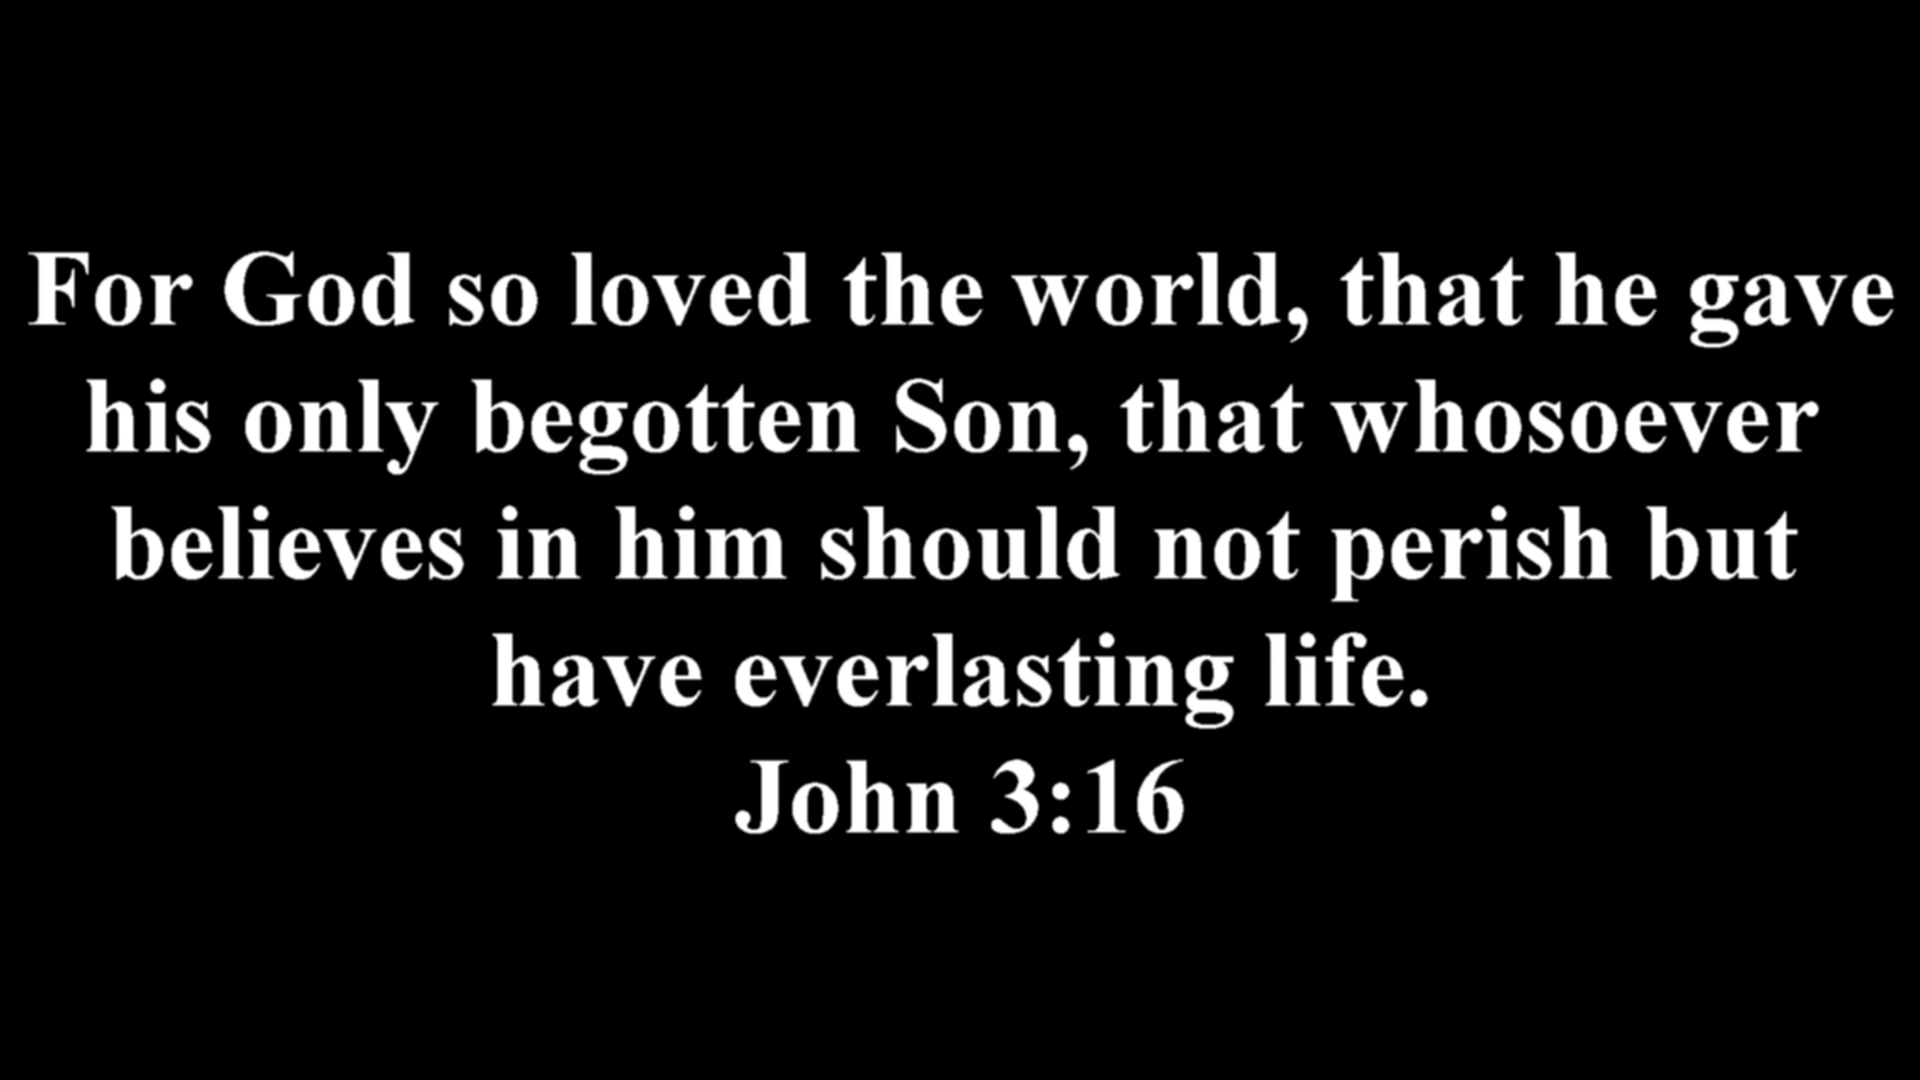 For God so loved the world, that he gave
his only begotten Son, that whosoever
believes in him should not perish but
have everlasting life.
John 3:16